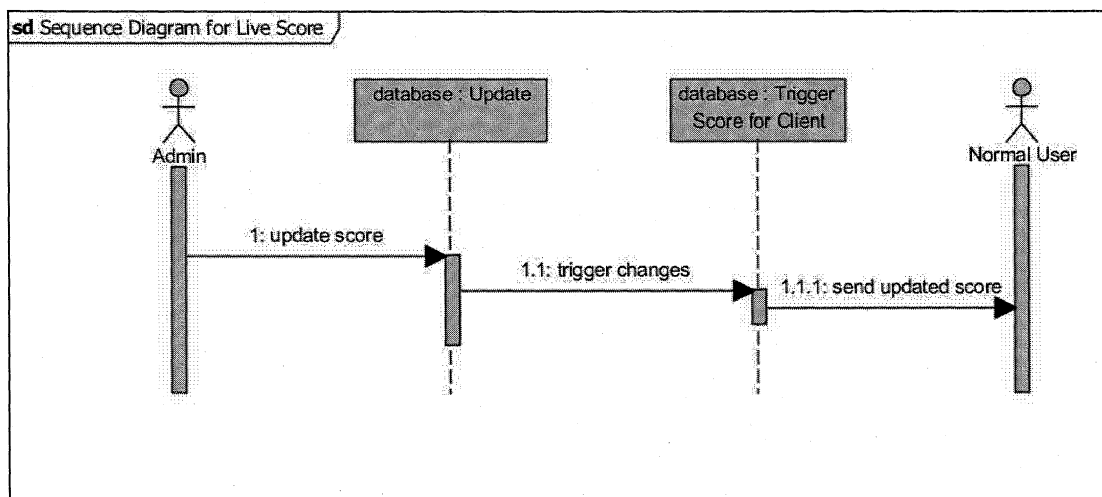 sd Sequence Diagram for Live Score
database : Update
database : Trigger
Score for Client
Admin
Normal User
1: update score
1.1: trigger changes
1.1.1: send updated score